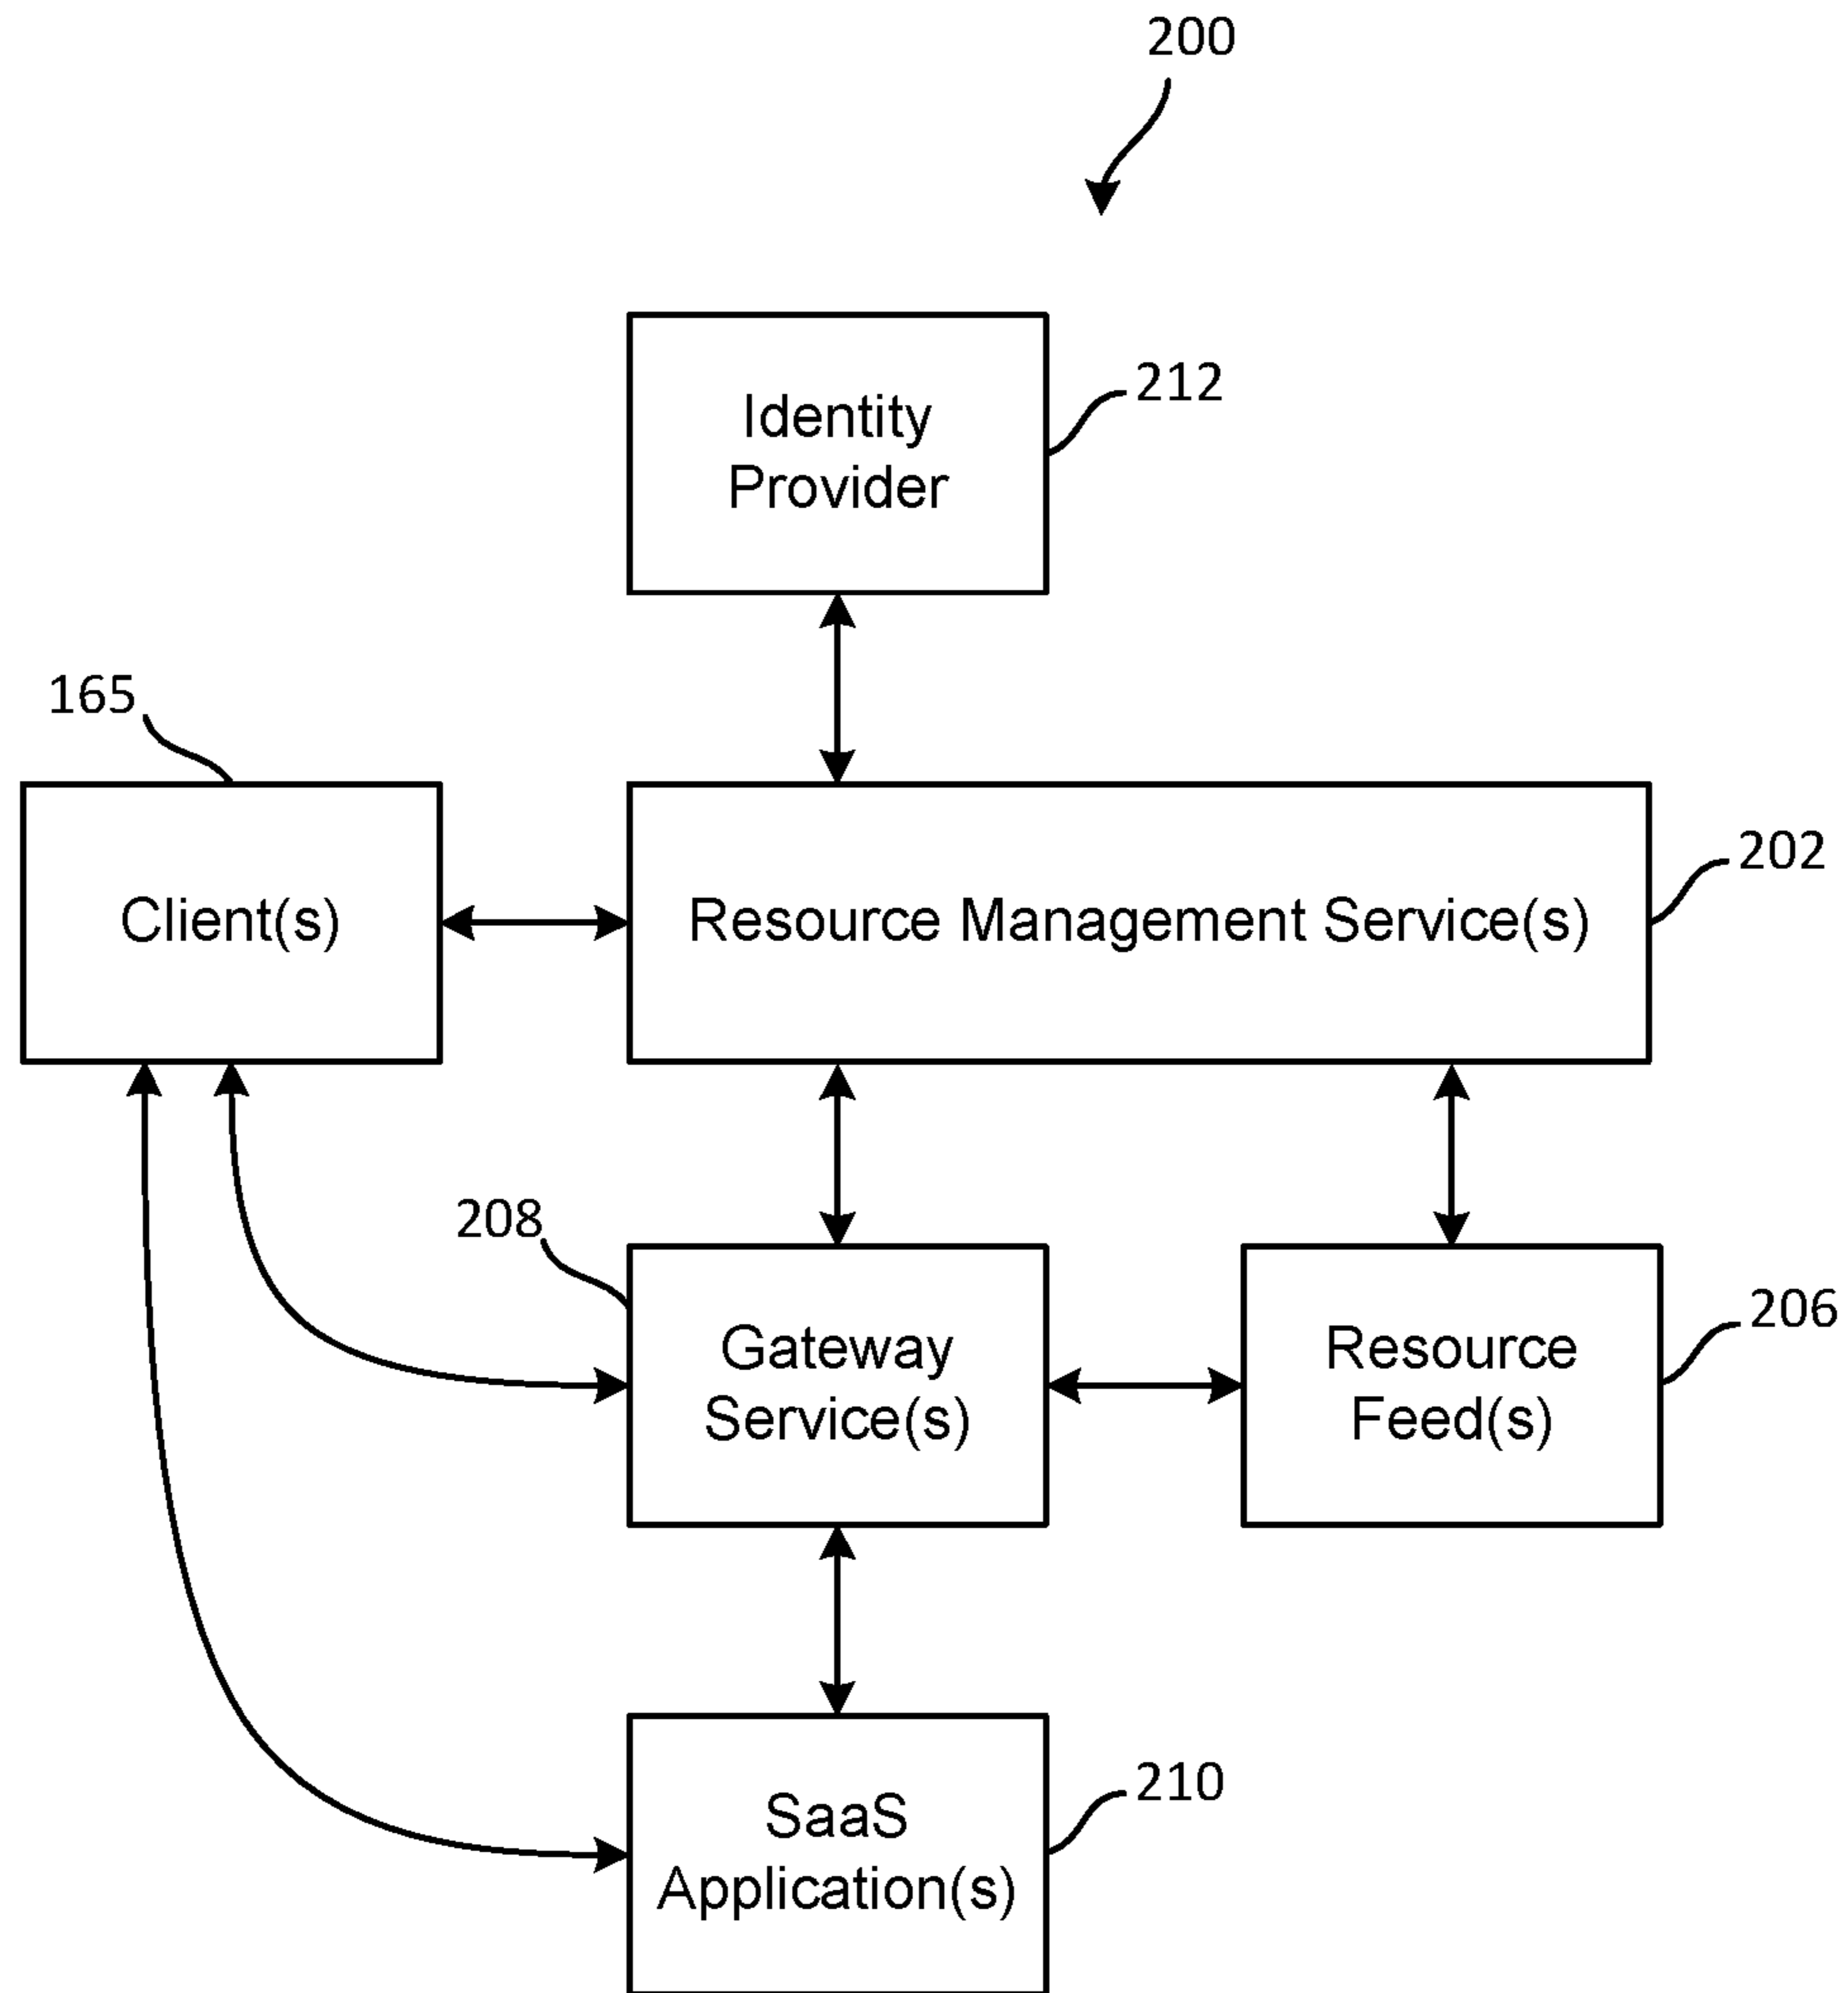 200
Identity
Provider
212
165
Client(s)
Resource Management Service(s)
202
208
Gateway
Service(s)
Resource
Feed(s)
206
SaaS
Application(s)
210